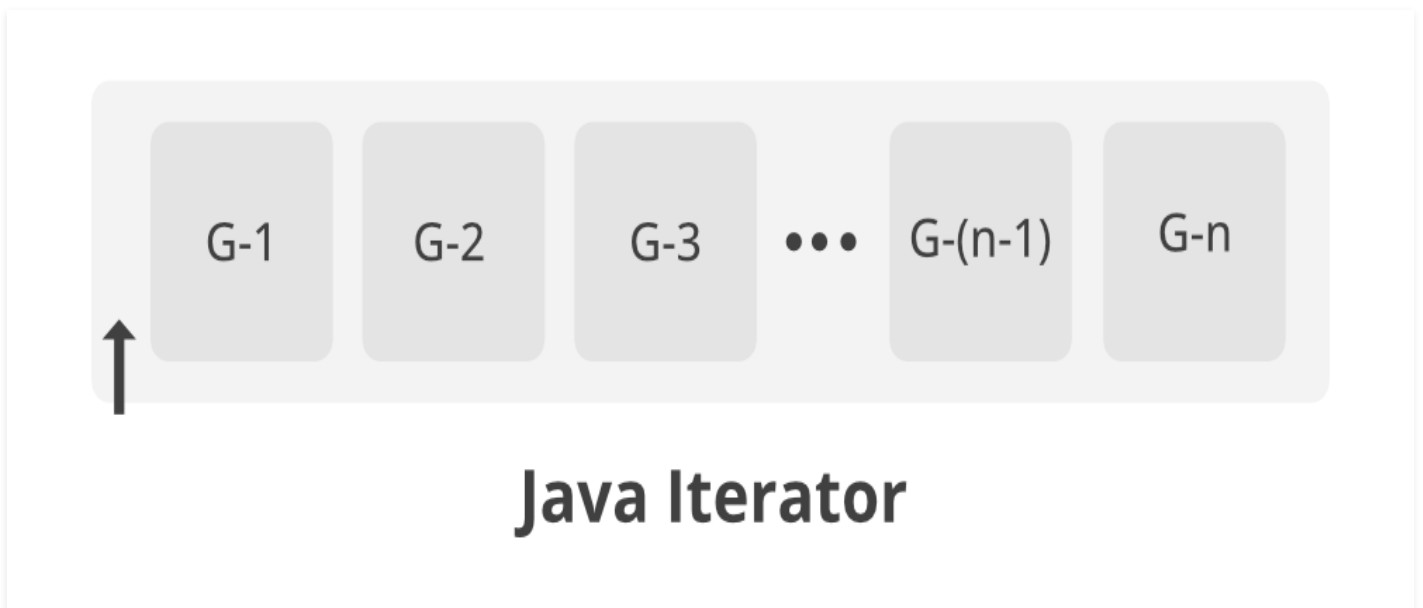 G-1 G-2 G-3 ••• G-(n-1) G-n
Java Iterator